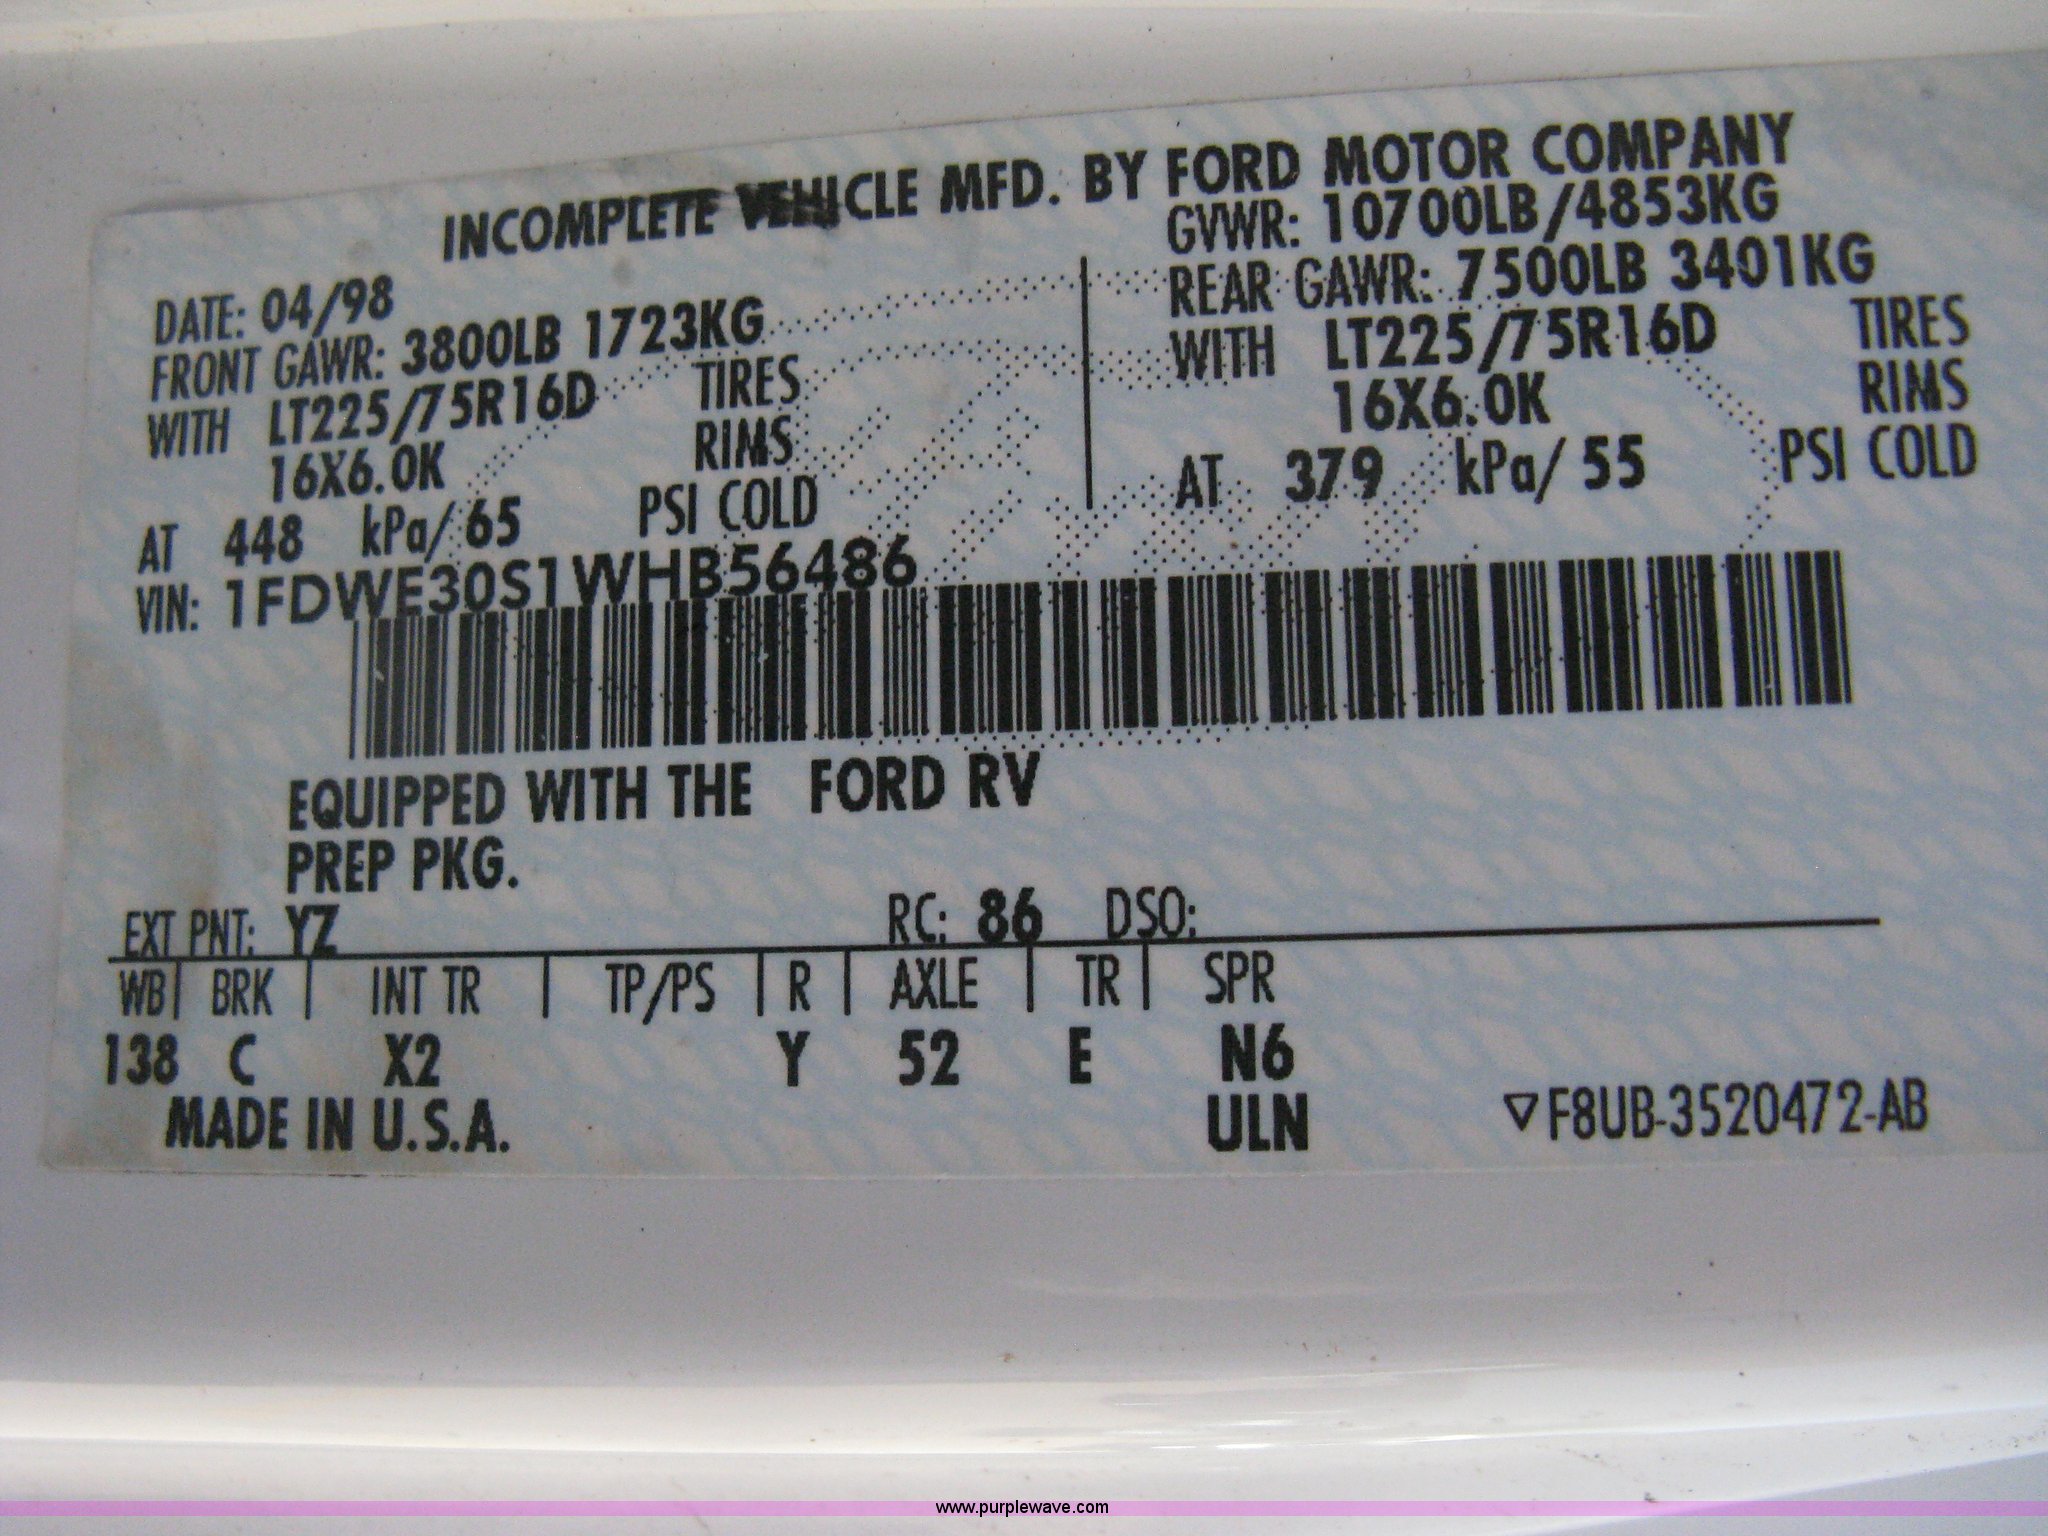 INCOMPLETE VEHICLE MFD. BY FORD MOTOR COMPANY
DATE: 04/98
GVWR: 10700LB/4853KG
FRONT GAWR: 3800LB 1723KG
REAR GAWR: 7500LB 3401KG
WITH LT225/75R16D TIRES
WITH LT225/75R16D TIRES
16X6.0K RIMS
16X6.0K RIMS
AT 448 kPa/ 65 PSI COLD
AT 379 kPa/ 55 PSI COLD
VIN: 1FDWE30S1WHB56486
EQUIPPED WITH THE FORD RV
PREP PKG.
EXT PNT: YZ RC: 86 DSO:
WB| BRK | INT TR | TP/PS | R | AXLE | TR | SPR
138 C X2 Y 52 E N6
MADE IN U.S.A. ULN ▽F8UB-3520472-AB
www.purplewave.com